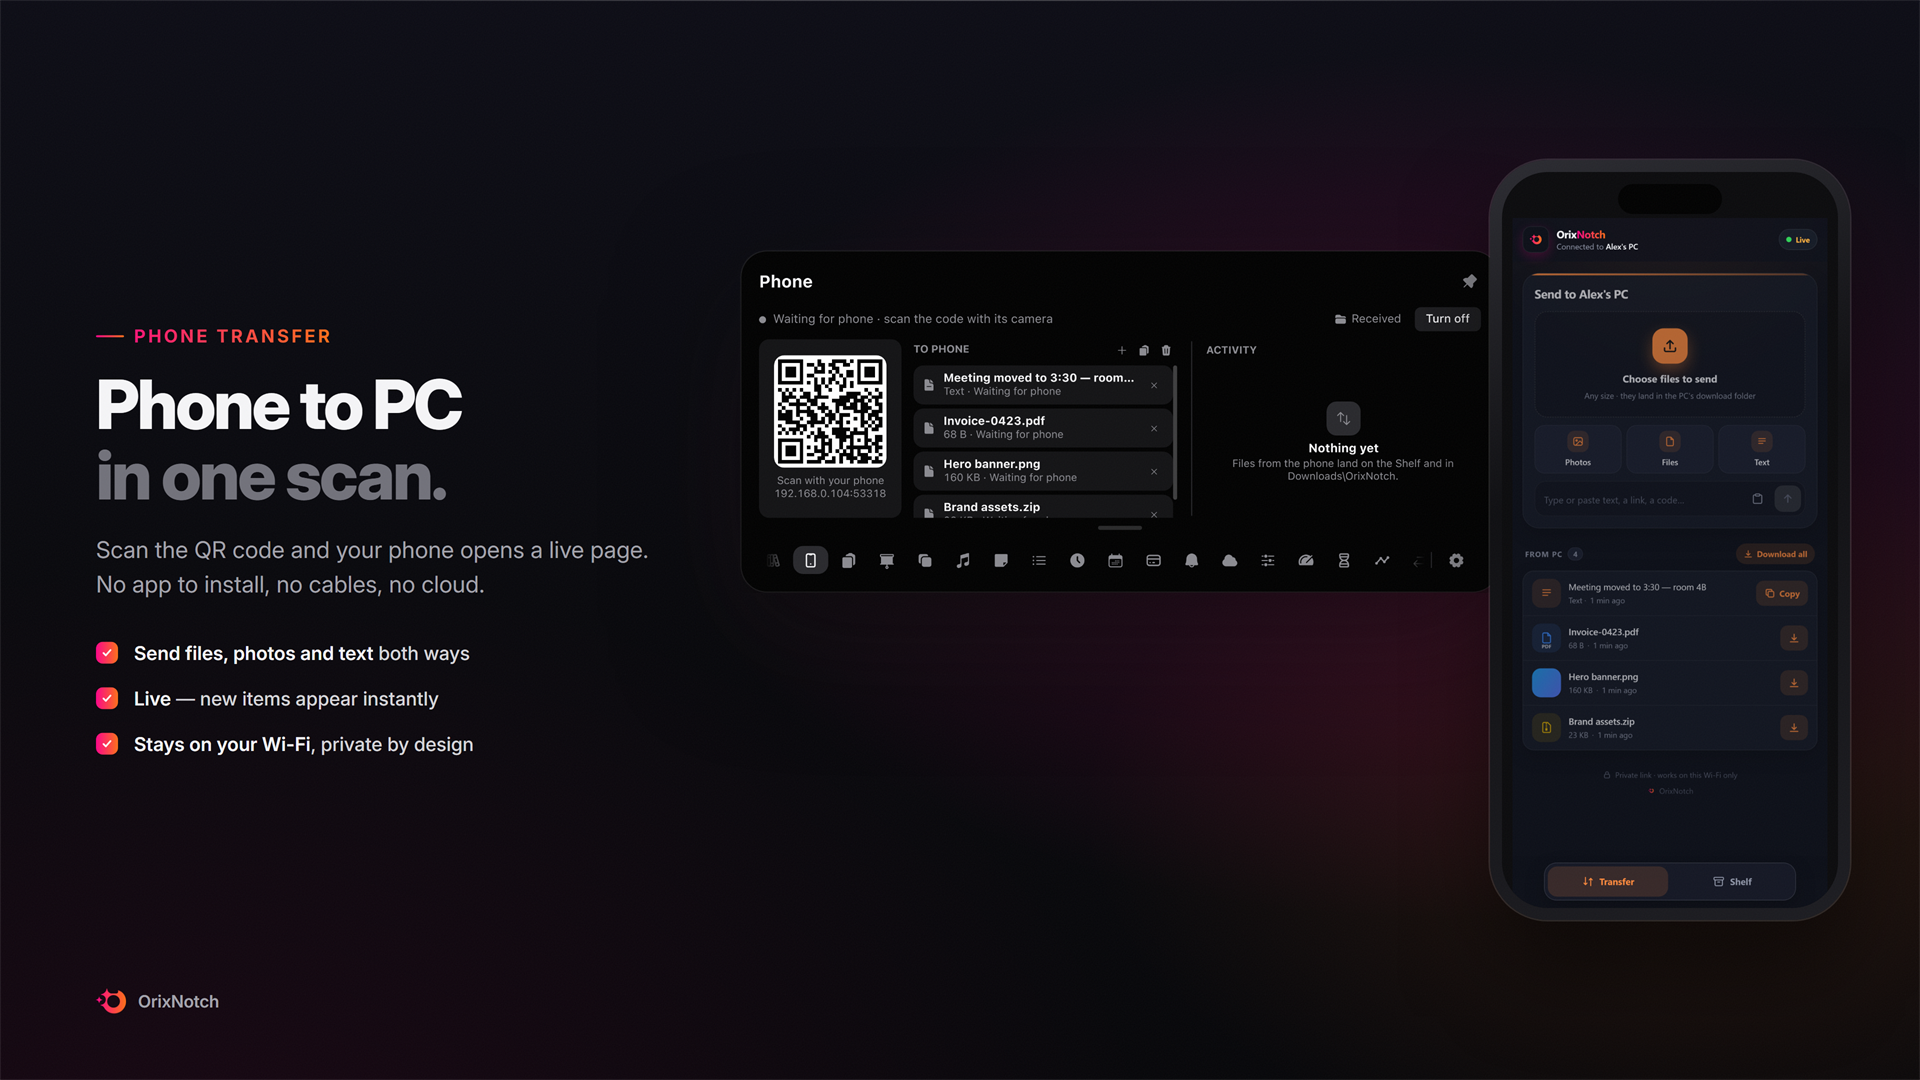 PHONE TRANSFER
Phone to PC
in one scan.
Scan the QR code and your phone opens a live page.
No app to install, no cables, no cloud.
Send files, photos and text both ways
Live — new items appear instantly
Stays on your Wi-Fi, private by design
OrixNotch
Phone
Waiting for phone · scan the code with its camera
Received
Turn off
Scan with your phone
192.168.0.104:53318
TO PHONE
Meeting moved to 3:30 — room...
Text · Waiting for phone
Invoice-0423.pdf
68 B · Waiting for phone
Hero banner.png
160 KB · Waiting for phone
Brand assets.zip
ACTIVITY
Nothing yet
Files from the phone land on the Shelf and in
Downloads\OrixNotch.
OrixNotch
Connected to Alex's PC
Live
Send to Alex's PC
Choose files to send
Any size · they land in the PC's download folder
Photos
Files
Text
Type or paste text, a link, a code...
FROM PC 4
Download all
Meeting moved to 3:30 — room 4B
Text · 1 min ago
Copy
Invoice-0423.pdf
68 B · 1 min ago
PDF
Hero banner.png
160 KB · 1 min ago
Brand assets.zip
23 KB · 1 min ago
Private link · works on this Wi-Fi only
OrixNotch
Transfer
Shelf